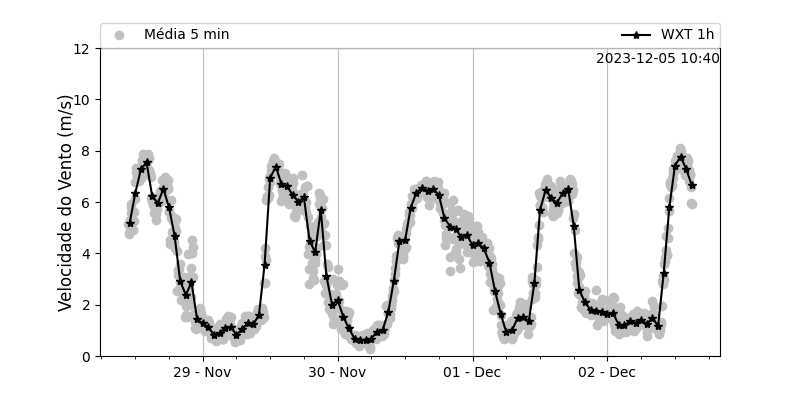 Média 5 min
WXT 1h
2023-12-05 10:40
Velocidade do Vento (m/s)
12
10
8
6
4
2
0
29 - Nov
30 - Nov
01 - Dec
02 - Dec